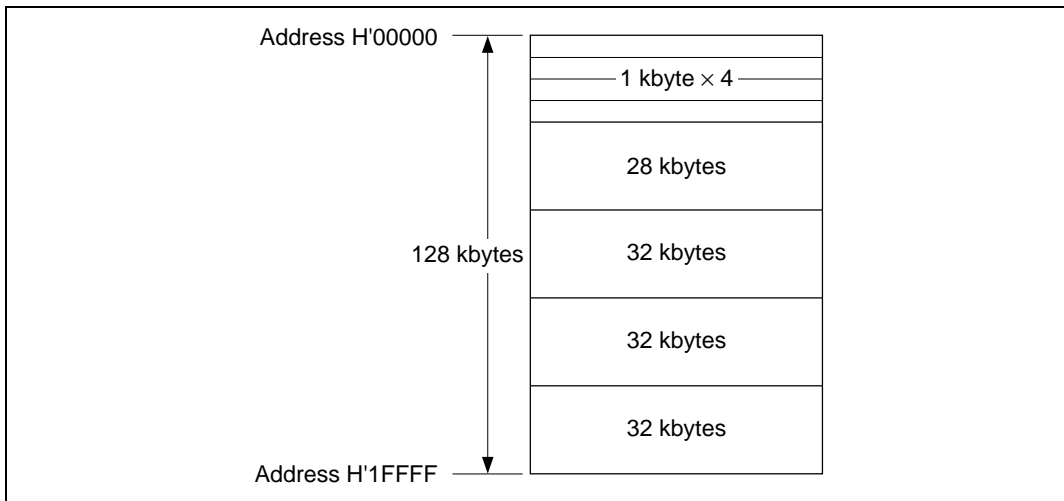 Address H'00000
1 kbyte × 4
28 kbytes
128 kbytes
32 kbytes
32 kbytes
32 kbytes
Address H'1FFFF